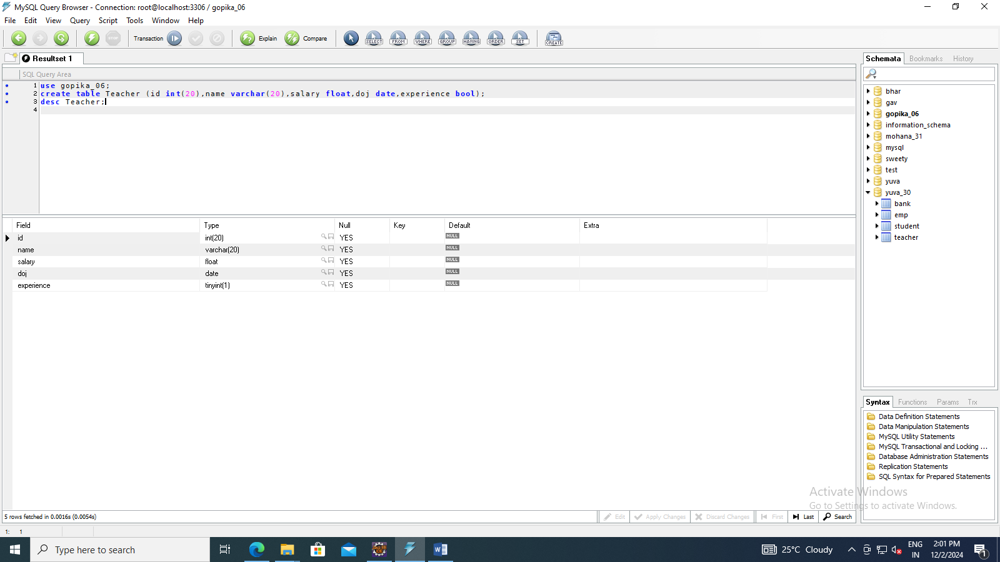 MySQL Query Browser - Connection: root@localhost:3306 / gopika_06
File Edit View Query Script Tools Window Help
STOP Transaction Explain Compare SELECT FROM WHERE GROUP HAVING ORDER SET CREATE
Resultset 1
SQL Query Area
1 use gopika_06;
2 create table Teacher (id int(20),name varchar(20),salary float,doj date,experience bool);
3 desc Teacher;
4
Field Type Null Key Default Extra
id int(20) YES NULL
name varchar(20) YES NULL
salary float YES NULL
doj date YES NULL
experience tinyint(1) YES NULL
5 rows fetched in 0.0016s (0.0054s)
Edit Apply Changes Discard Changes First Last Search
1: 1
Schemata Bookmarks History
bhar
gav
gopika_06
information_schema
mohana_31
mysql
sweety
test
yuva
yuva_30
bank
emp
student
teacher
Syntax Functions Params Trx
Data Definition Statements
Data Manipulation Statements
MySQL Utility Statements
MySQL Transactional and Locking ...
Database Administration Statements
Replication Statements
SQL Syntax for Prepared Statements
Activate Windows
Go to Settings to activate Windows.
Type here to search
25°C Cloudy
ENG
IN
2:01 PM
12/2/2024
1